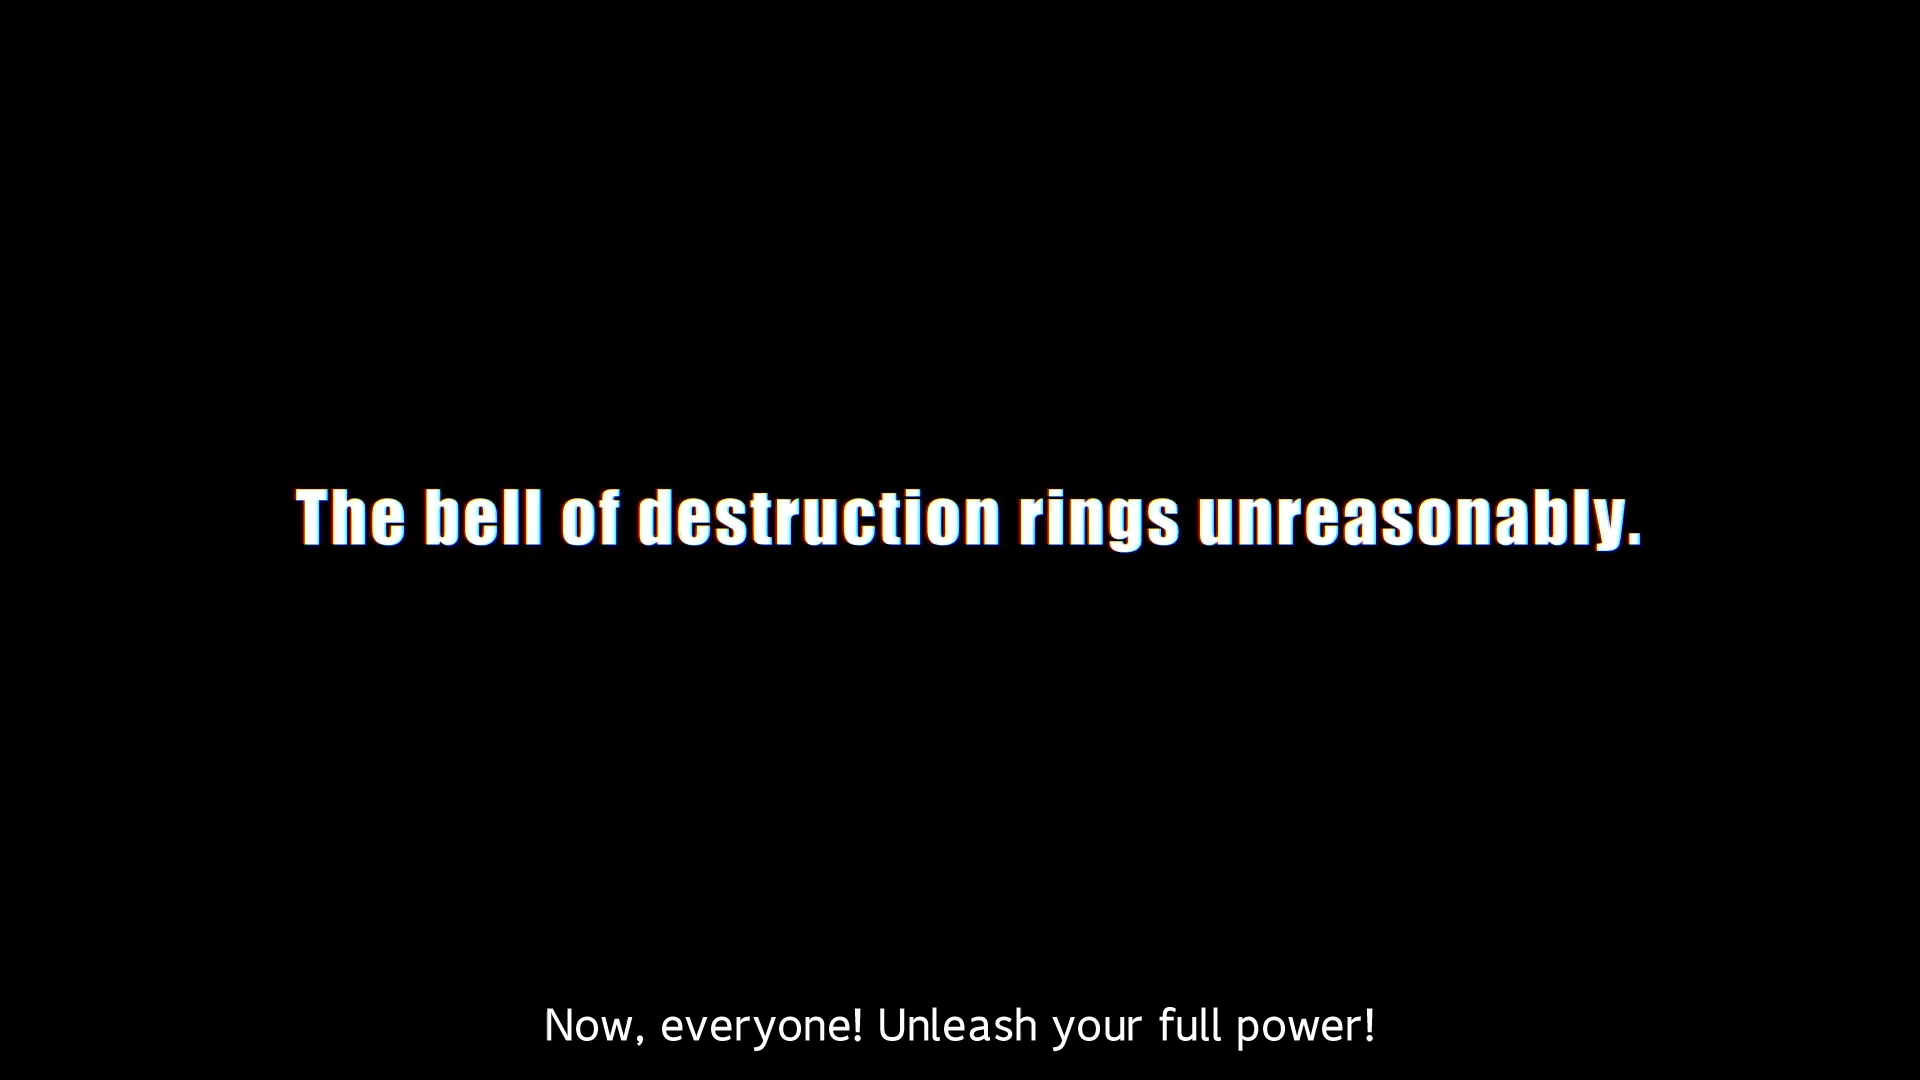 The bell of destruction rings unreasonably.
Now, everyone! Unleash your full power!